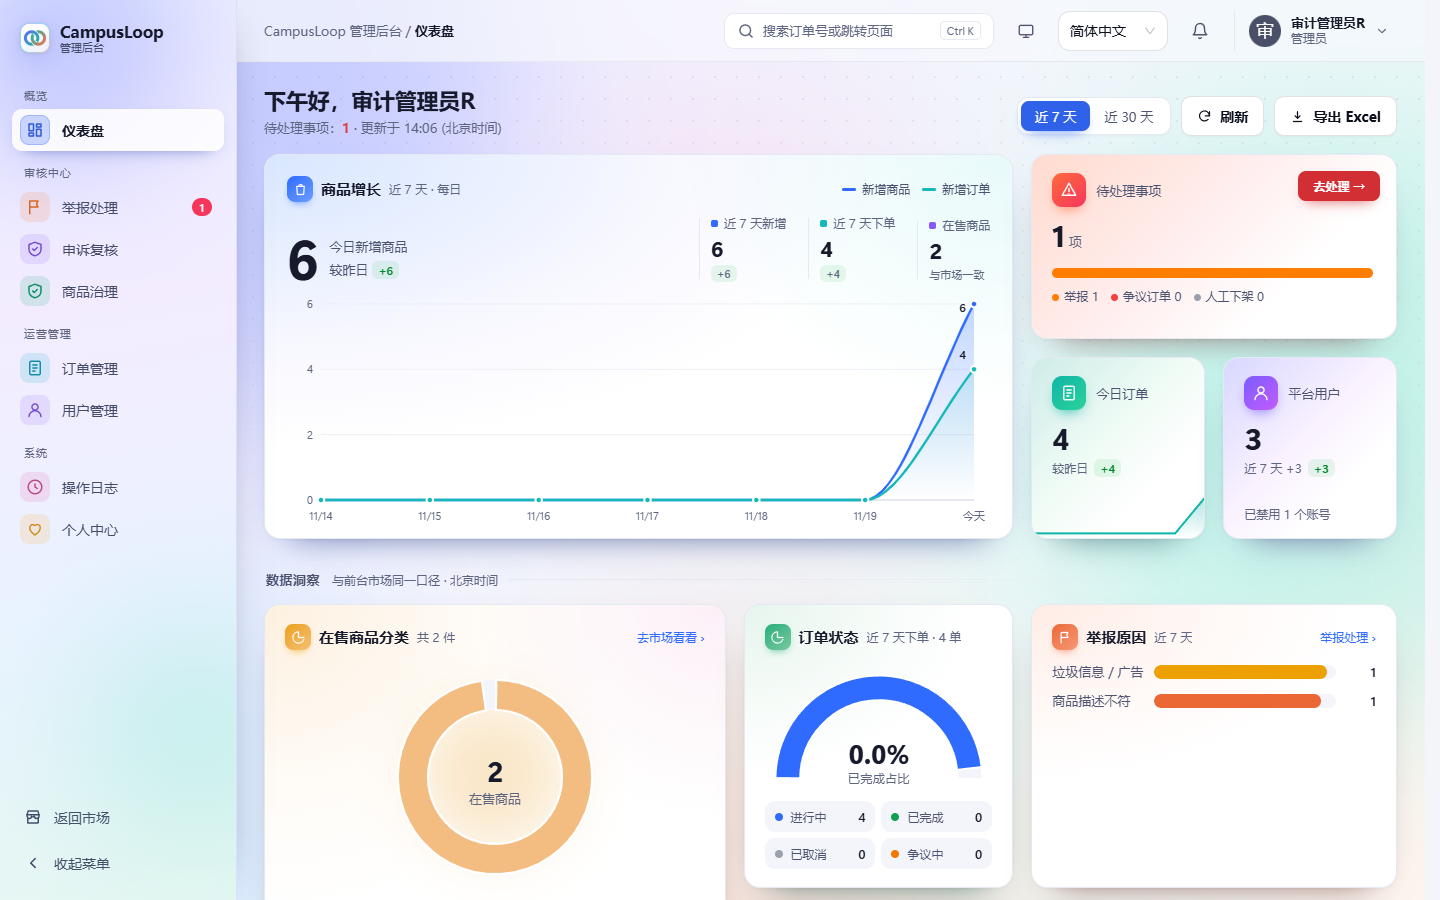 CampusLoop
管理后台
概览
仪表盘
审核中心
举报处理 1
申诉复核
商品治理
运营管理
订单管理
用户管理
系统
操作日志
个人中心
返回市场
收起菜单
CampusLoop 管理后台 / 仪表盘
搜索订单号或跳转页面 Ctrl K
简体中文
审
审计管理员R
管理员
下午好，审计管理员R
待处理事项：1 · 更新于 14:06 (北京时间)
近 7 天 近 30 天 刷新 导出 Excel
商品增长 近 7 天 · 每日
新增商品 新增订单
6
今日新增商品
较昨日 +6
近 7 天新增
6
+6
近 7 天下单
4
+4
在售商品
2
与市场一致
6
4
2
0
6
4
11/14 11/15 11/16 11/17 11/18 11/19 今天
待处理事项
去处理 →
1 项
举报 1 争议订单 0 人工下架 0
今日订单
4
较昨日 +4
平台用户
3
近 7 天 +3 +3
已禁用 1 个账号
数据洞察 与前台市场同一口径 · 北京时间
在售商品分类 共 2 件
去市场看看 ›
2
在售商品
订单状态 近 7 天下单 · 4 单
0.0%
已完成占比
进行中 4
已完成 0
已取消 0
争议中 0
举报原因 近 7 天
举报处理 ›
垃圾信息 / 广告 1
商品描述不符 1